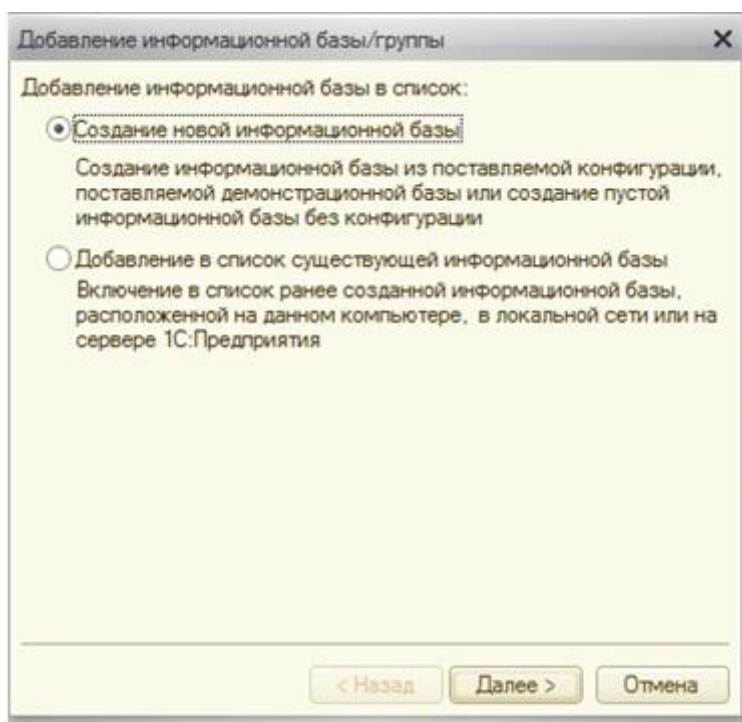 Добавление информационной базы/группы
Добавление информационной базы в список:
Создание новой информационной базы
Создание информационной базы из поставляемой конфигурации,
поставляемой демонстрационной базы или создание пустой
информационной базы без конфигурации
Добавление в список существующей информационной базы
Включение в список ранее созданной информационной базы,
расположенной на данном компьютере, в локальной сети или на
сервере 1С:Предприятия
< Назад Далее > Отмена